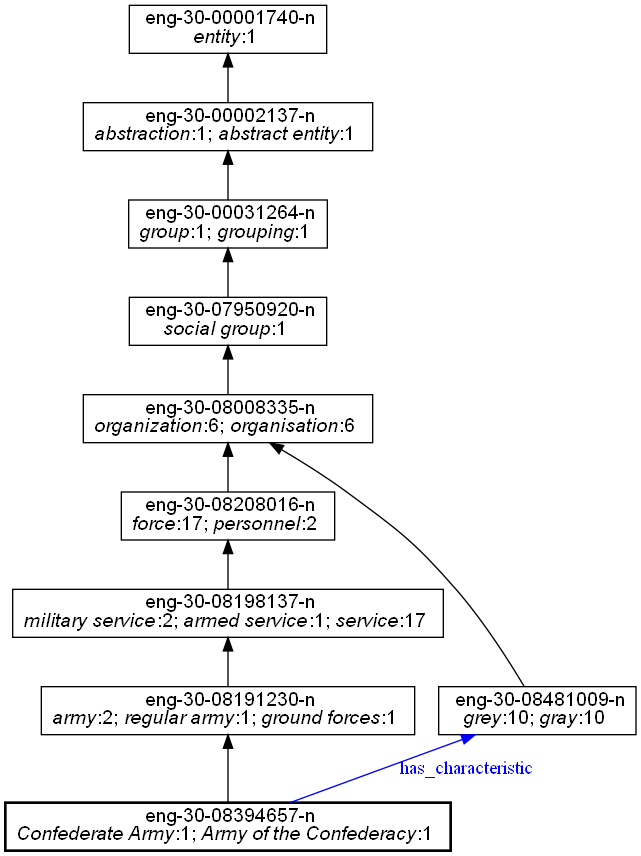 eng-30-00001740-n
entity:1
eng-30-00002137-n
abstraction:1; abstract entity:1
eng-30-00031264-n
group:1; grouping:1
eng-30-07950920-n
social group:1
eng-30-08008335-n
organization:6; organisation:6
eng-30-08208016-n
force:17; personnel:2
eng-30-08198137-n
military service:2; armed service:1; service:17
eng-30-08191230-n
army:2; regular army:1; ground forces:1
eng-30-08481009-n
grey:10; gray:10
has_characteristic
eng-30-08394657-n
Confederate Army:1; Army of the Confederacy:1